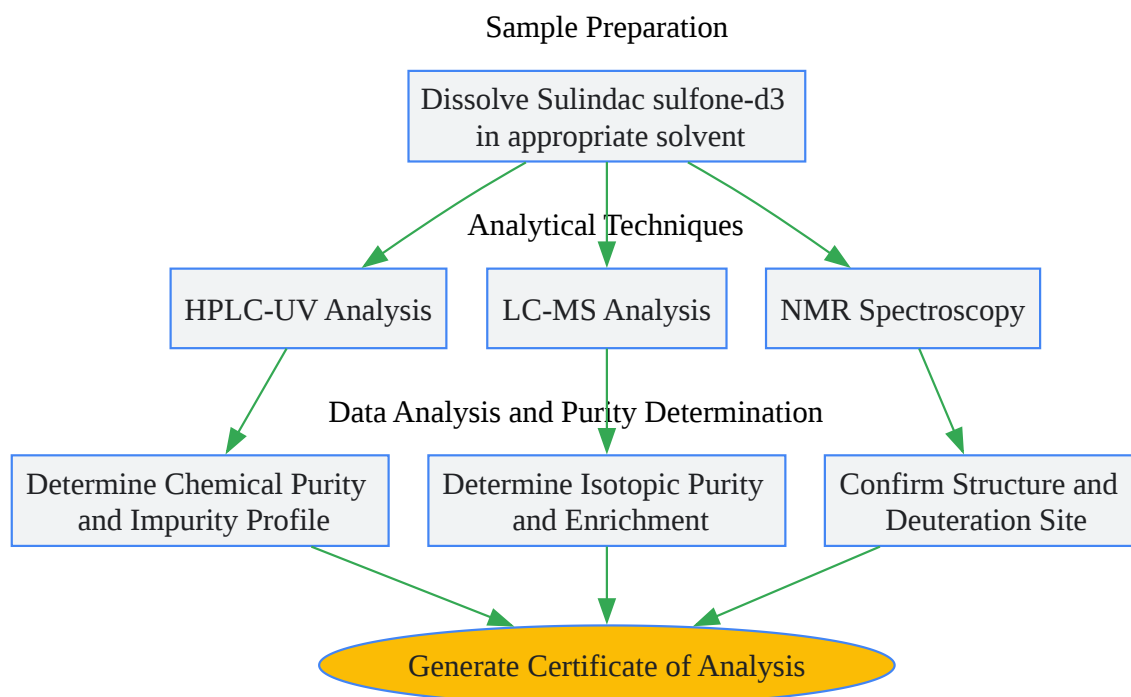 Sample Preparation
Dissolve Sulindac sulfone-d3
in appropriate solvent
Analytical Techniques
HPLC-UV Analysis
LC-MS Analysis
NMR Spectroscopy
Data Analysis and Purity Determination
Determine Chemical Purity
and Impurity Profile
Determine Isotopic Purity
and Enrichment
Confirm Structure and
Deuteration Site
Generate Certificate of Analysis